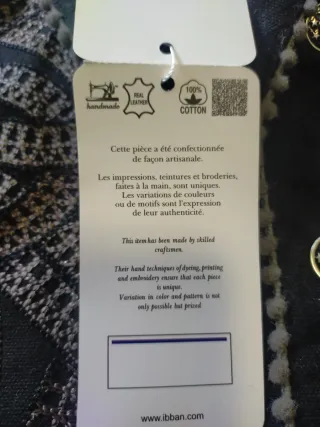 handmade
REAL
LEATHER
100%
COTTON
Cette pièce a été confectionnée
de façon artisanale.
Les impressions, teintures et broderies,
faites à la main, sont uniques.
Les variations de couleurs
ou de motifs sont l'expression
de leur authenticité.
This item has been made by skilled
craftsmen.
Their hand techniques of dyeing, printing
and embroidery ensure that each piece
is unique.
Variation in color and pattern is not
only possible but prized
www.ibban.com